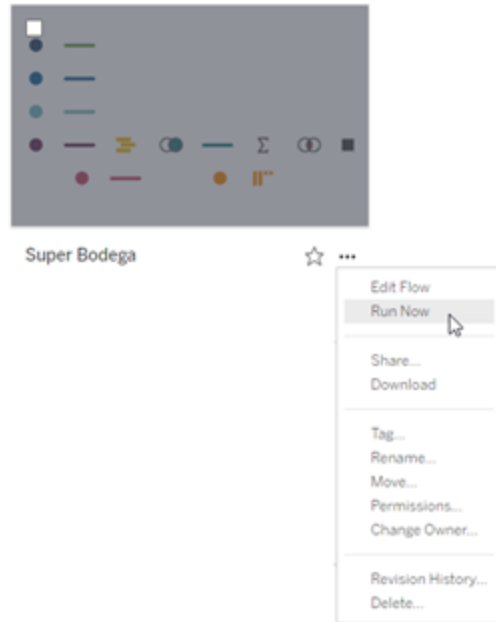 Super Bodega
Edit Flow
Run Now
Share...
Download
Tag...
Rename...
Move...
Permissions...
Change Owner...
Revision History...
Delete...